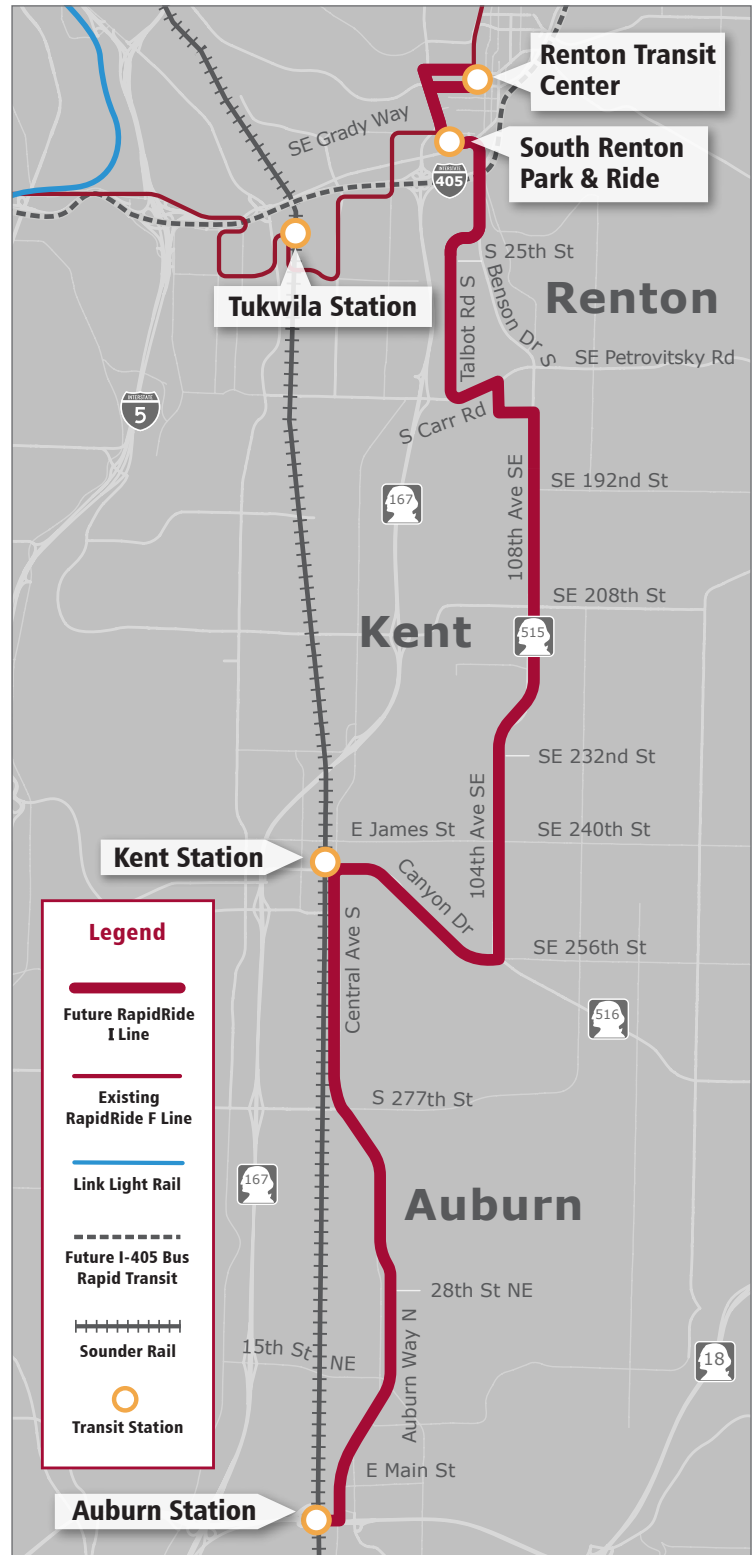 Renton Transit
Center
SE Grady Way
South Renton
Park & Ride
INTERSTATE
405
S 25th St
Benson Dr S
Renton
Tukwila Station
Talbot Rd S
SE Petrovitsky Rd
INTERSTATE
5
S Carr Rd
108th Ave SE
SE 192nd St
167
SE 208th St
Kent
515
SE 232nd St
104th Ave SE
E James St
SE 240th St
Kent Station
Canyon Dr
SE 256th St
Central Ave S
516
Legend
Future RapidRide
I Line
Existing
RapidRide F Line
Link Light Rail
Future I-405 Bus
Rapid Transit
Sounder Rail
Transit Station
S 277th St
167
Auburn
28th St NE
Auburn Way N
15th St NE
18
E Main St
Auburn Station